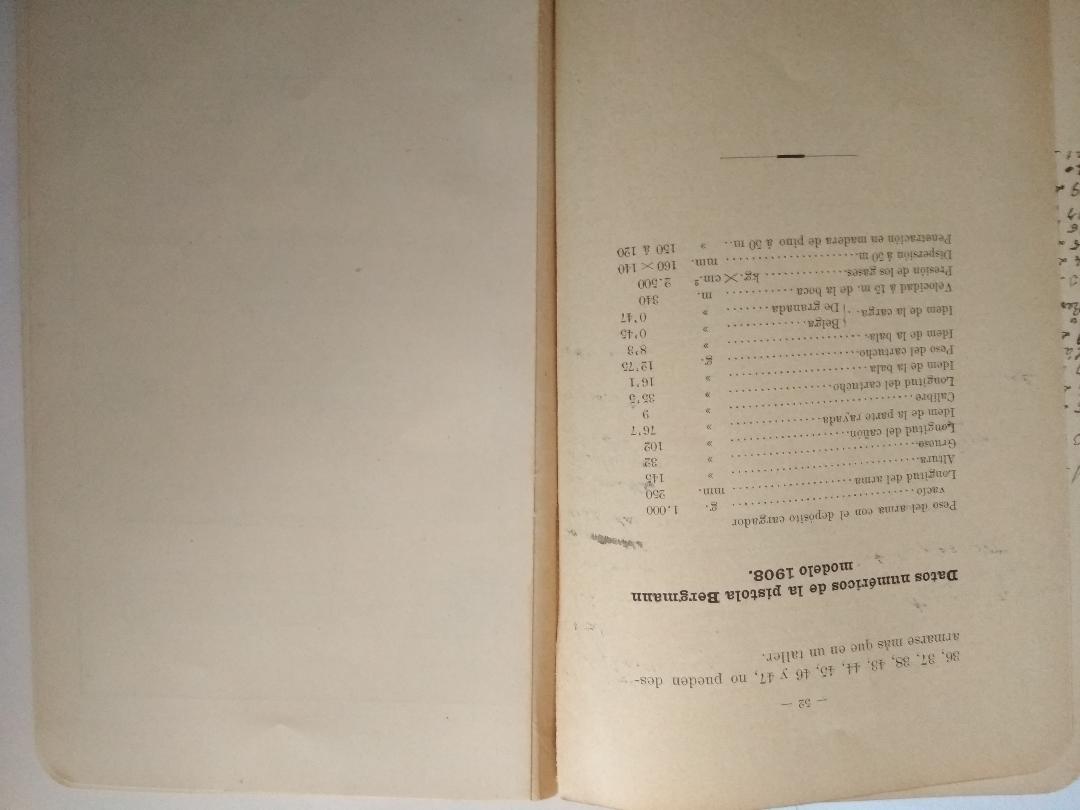 — 52 —
36, 37, 38, 43, 44, 45, 46 y 47, no pueden des-
armarse más que en un taller.
Datos numéricos de la pistola Bergmann
modelo 1908.
Peso del arma con el depósito cargador
vacío.................. g. 1.000
Longitud del arma................ mm. 250
Altura......................... » 145
Grueso......................... » 32
Longitud del cañón............... » 102
Idem de la parte rayada............ » 76'7
Calibre........................ » 9
Longitud del cartucho............. » 35'5
Idem de la bala.................. » 16'1
Peso del cartucho................ g. 12'75
Idem de la bala.................. » 8'3
Idem de la carga. { Belga........... » 0'45
De granada........ » 0'47
Velocidad á 15 m. de la boca......... m. 340
Presión de los gases............ kg. × cm.² 2.500
Dispersión á 50 m................. mm. 160 × 140
Penetración en madera de pino á 50 m.. » 150 á 120